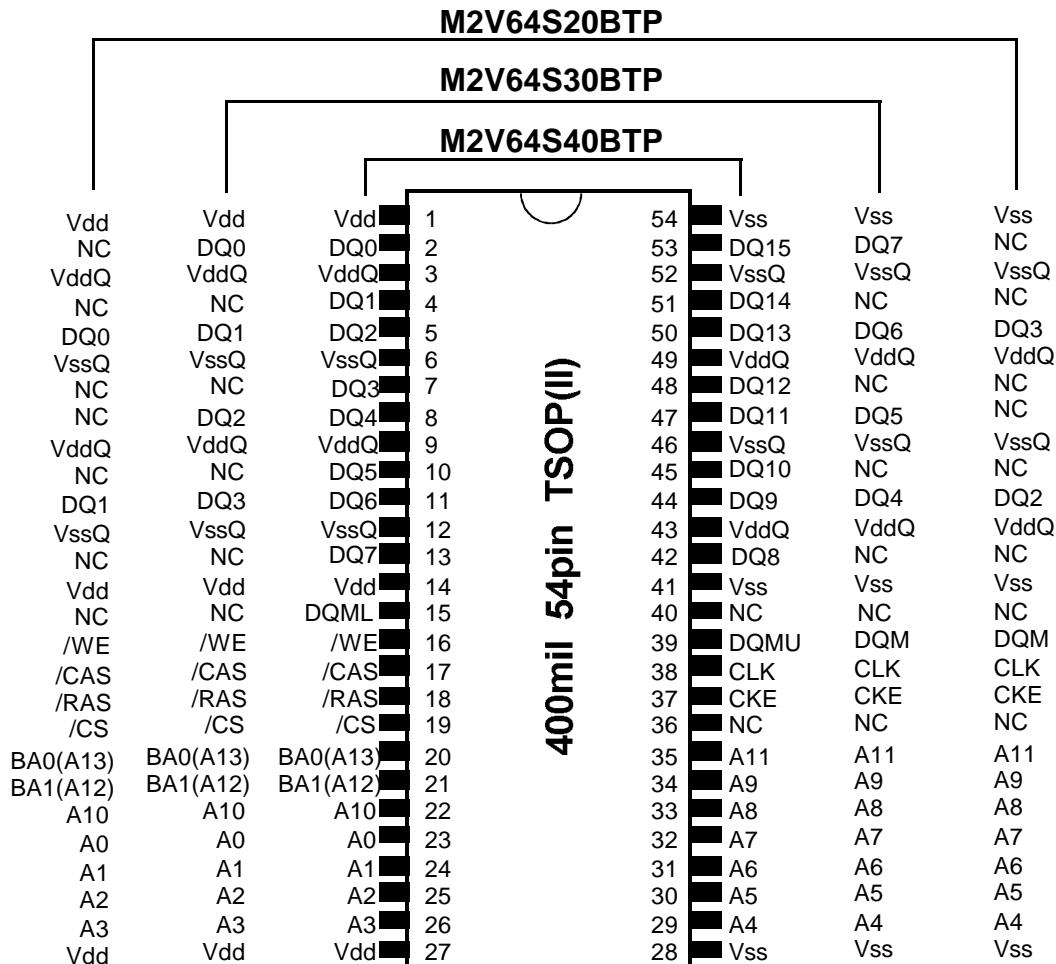 M2V64S20BTP
M2V64S30BTP
M2V64S40BTP
Vdd Vdd Vdd 1 54 Vss Vss Vss
NC DQ0 DQ0 2 53 DQ15 DQ7 NC
VddQ VddQ VddQ 3 52 VssQ VssQ VssQ
NC NC DQ1 4 51 DQ14 NC NC
DQ0 DQ1 DQ2 5 50 DQ13 DQ6 DQ3
VssQ VssQ VssQ 6 49 VddQ VddQ VddQ
NC NC DQ3 7 48 DQ12 NC NC
NC DQ2 DQ4 8 47 DQ11 DQ5 NC
VddQ VddQ VddQ 9 46 VssQ VssQ VssQ
NC NC DQ5 10 45 DQ10 NC NC
DQ1 DQ3 DQ6 11 44 DQ9 DQ4 DQ2
VssQ VssQ VssQ 12 43 VddQ VddQ VddQ
NC NC DQ7 13 42 DQ8 NC NC
Vdd Vdd Vdd 14 41 Vss Vss Vss
NC NC DQML 15 40 NC NC NC
/WE /WE /WE 16 39 DQMU DQM DQM
/CAS /CAS /CAS 17 38 CLK CLK CLK
/RAS /RAS /RAS 18 37 CKE CKE CKE
/CS /CS /CS 19 36 NC NC NC
BA0(A13) BA0(A13) BA0(A13) 20 35 A11 A11 A11
BA1(A12) BA1(A12) BA1(A12) 21 34 A9 A9 A9
A10 A10 A10 22 33 A8 A8 A8
A0 A0 A0 23 32 A7 A7 A7
A1 A1 A1 24 31 A6 A6 A6
A2 A2 A2 25 30 A5 A5 A5
A3 A3 A3 26 29 A4 A4 A4
Vdd Vdd Vdd 27 28 Vss Vss Vss
400mil 54pin TSOP(II)